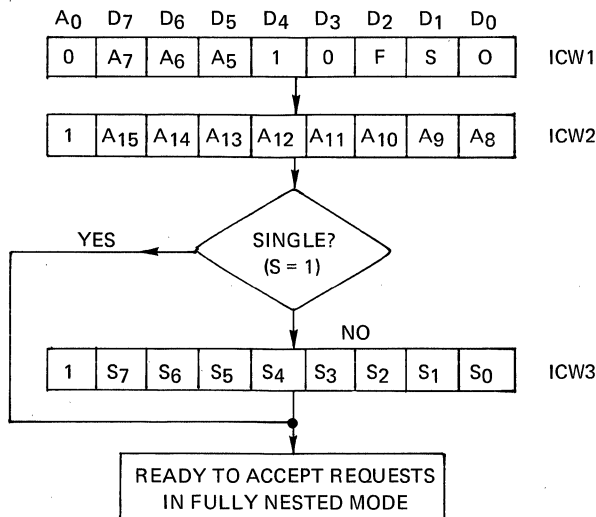 A0 D7 D6 D5 D4 D3 D2 D1 D0
0 A7 A6 A5 1 0 F S O ICW1
1 A15 A14 A13 A12 A11 A10 A9 A8 ICW2
YES
SINGLE?
(S = 1)
NO
1 S7 S6 S5 S4 S3 S2 S1 S0 ICW3
READY TO ACCEPT REQUESTS
IN FULLY NESTED MODE